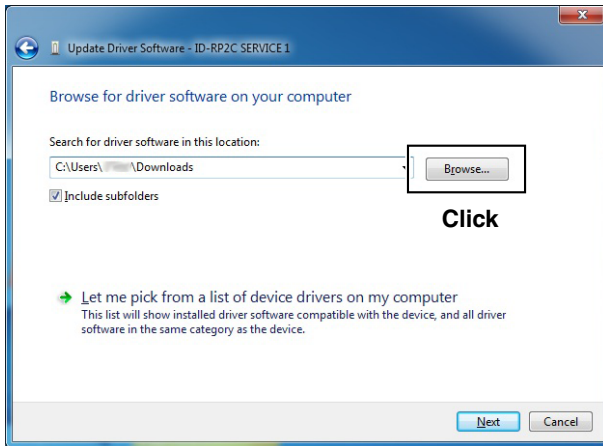 Update Driver Software - ID-RP2C SERVICE 1
Browse for driver software on your computer
Search for driver software in this location:
C:\Users\ \Downloads
Browse...
Include subfolders
Click
Let me pick from a list of device drivers on my computer
This list will show installed driver software compatible with the device, and all driver
software in the same category as the device.
Next Cancel